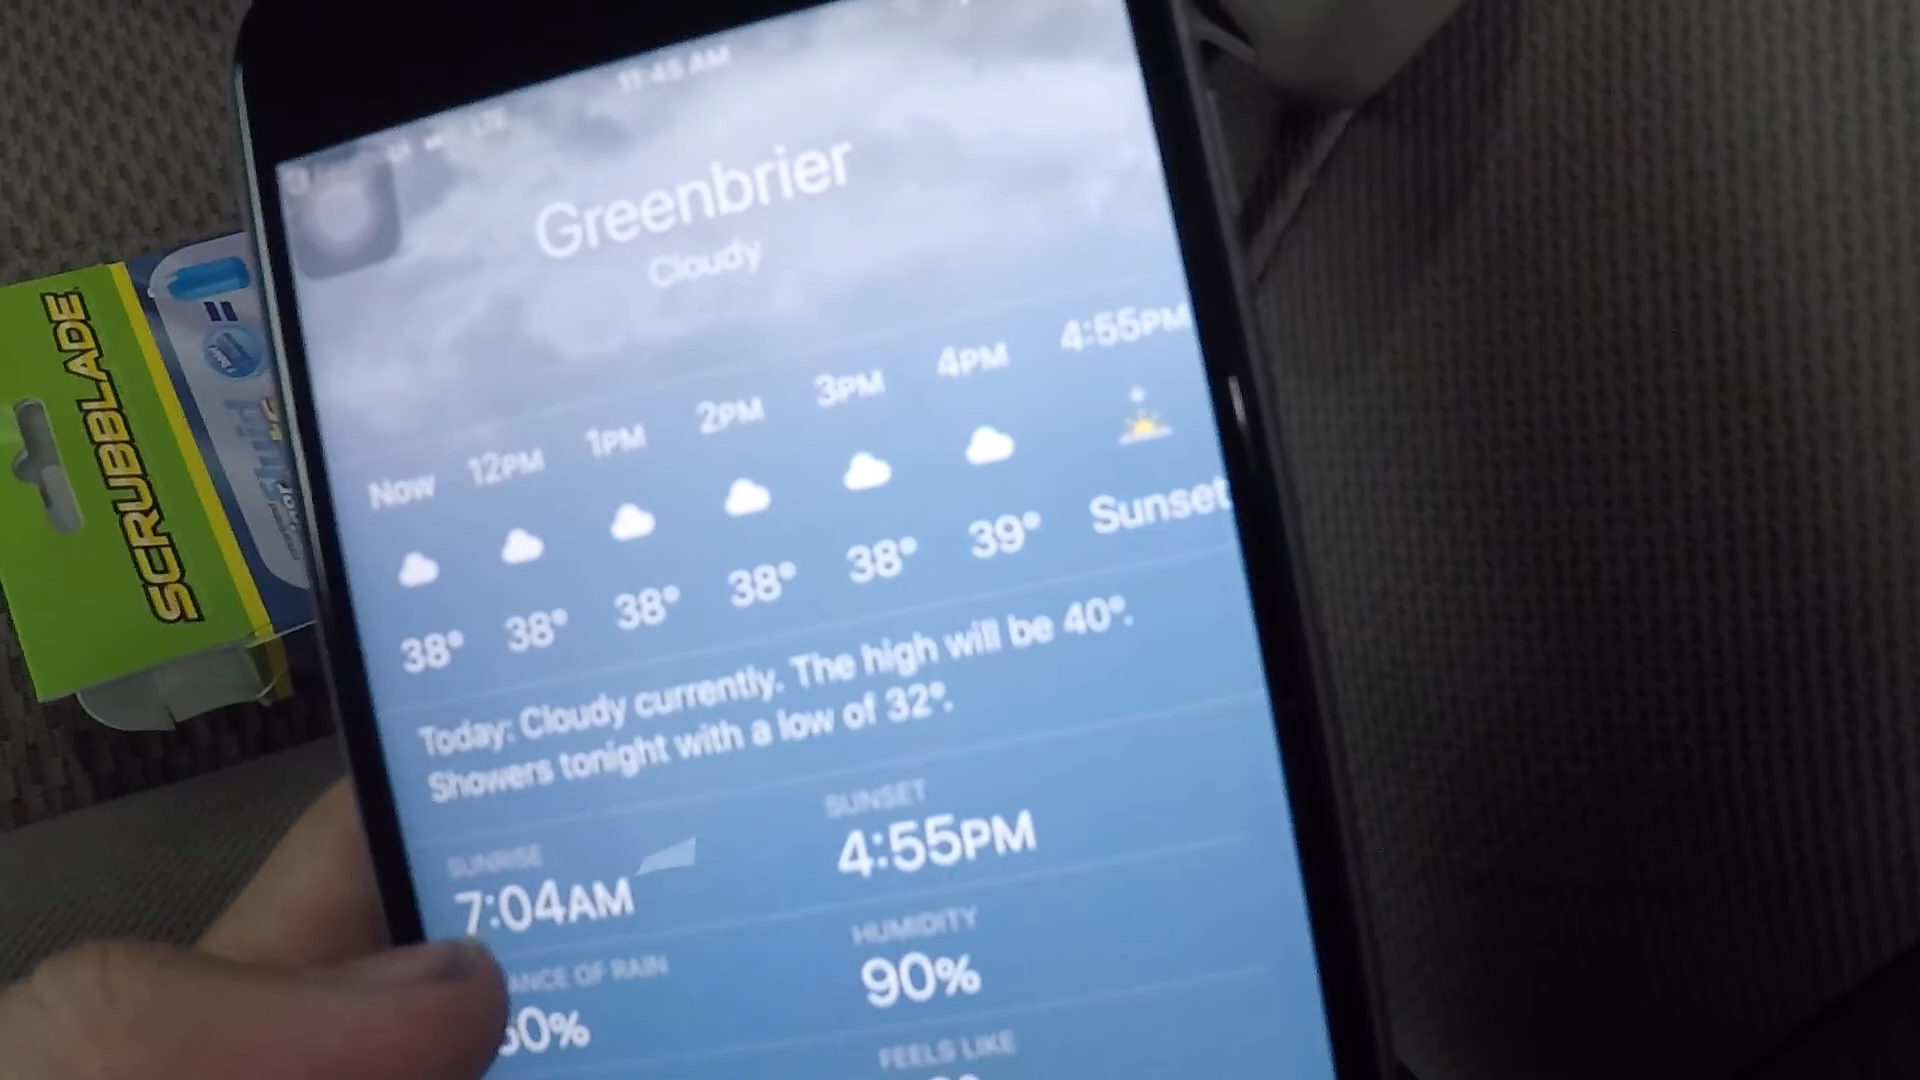 11:45 AM
LTE
Greenbrier
Cloudy
Now 12PM 1PM 2PM 3PM 4PM 4:55PM
38° 38° 38° 38° 38° 39° Sunset
Today: Cloudy currently. The high will be 40°.
Showers tonight with a low of 32°.
SUNRISE SUNSET
7:04AM 4:55PM
OF RAIN HUMIDITY
90%
FEELS LIKE
SCRUBBLADE